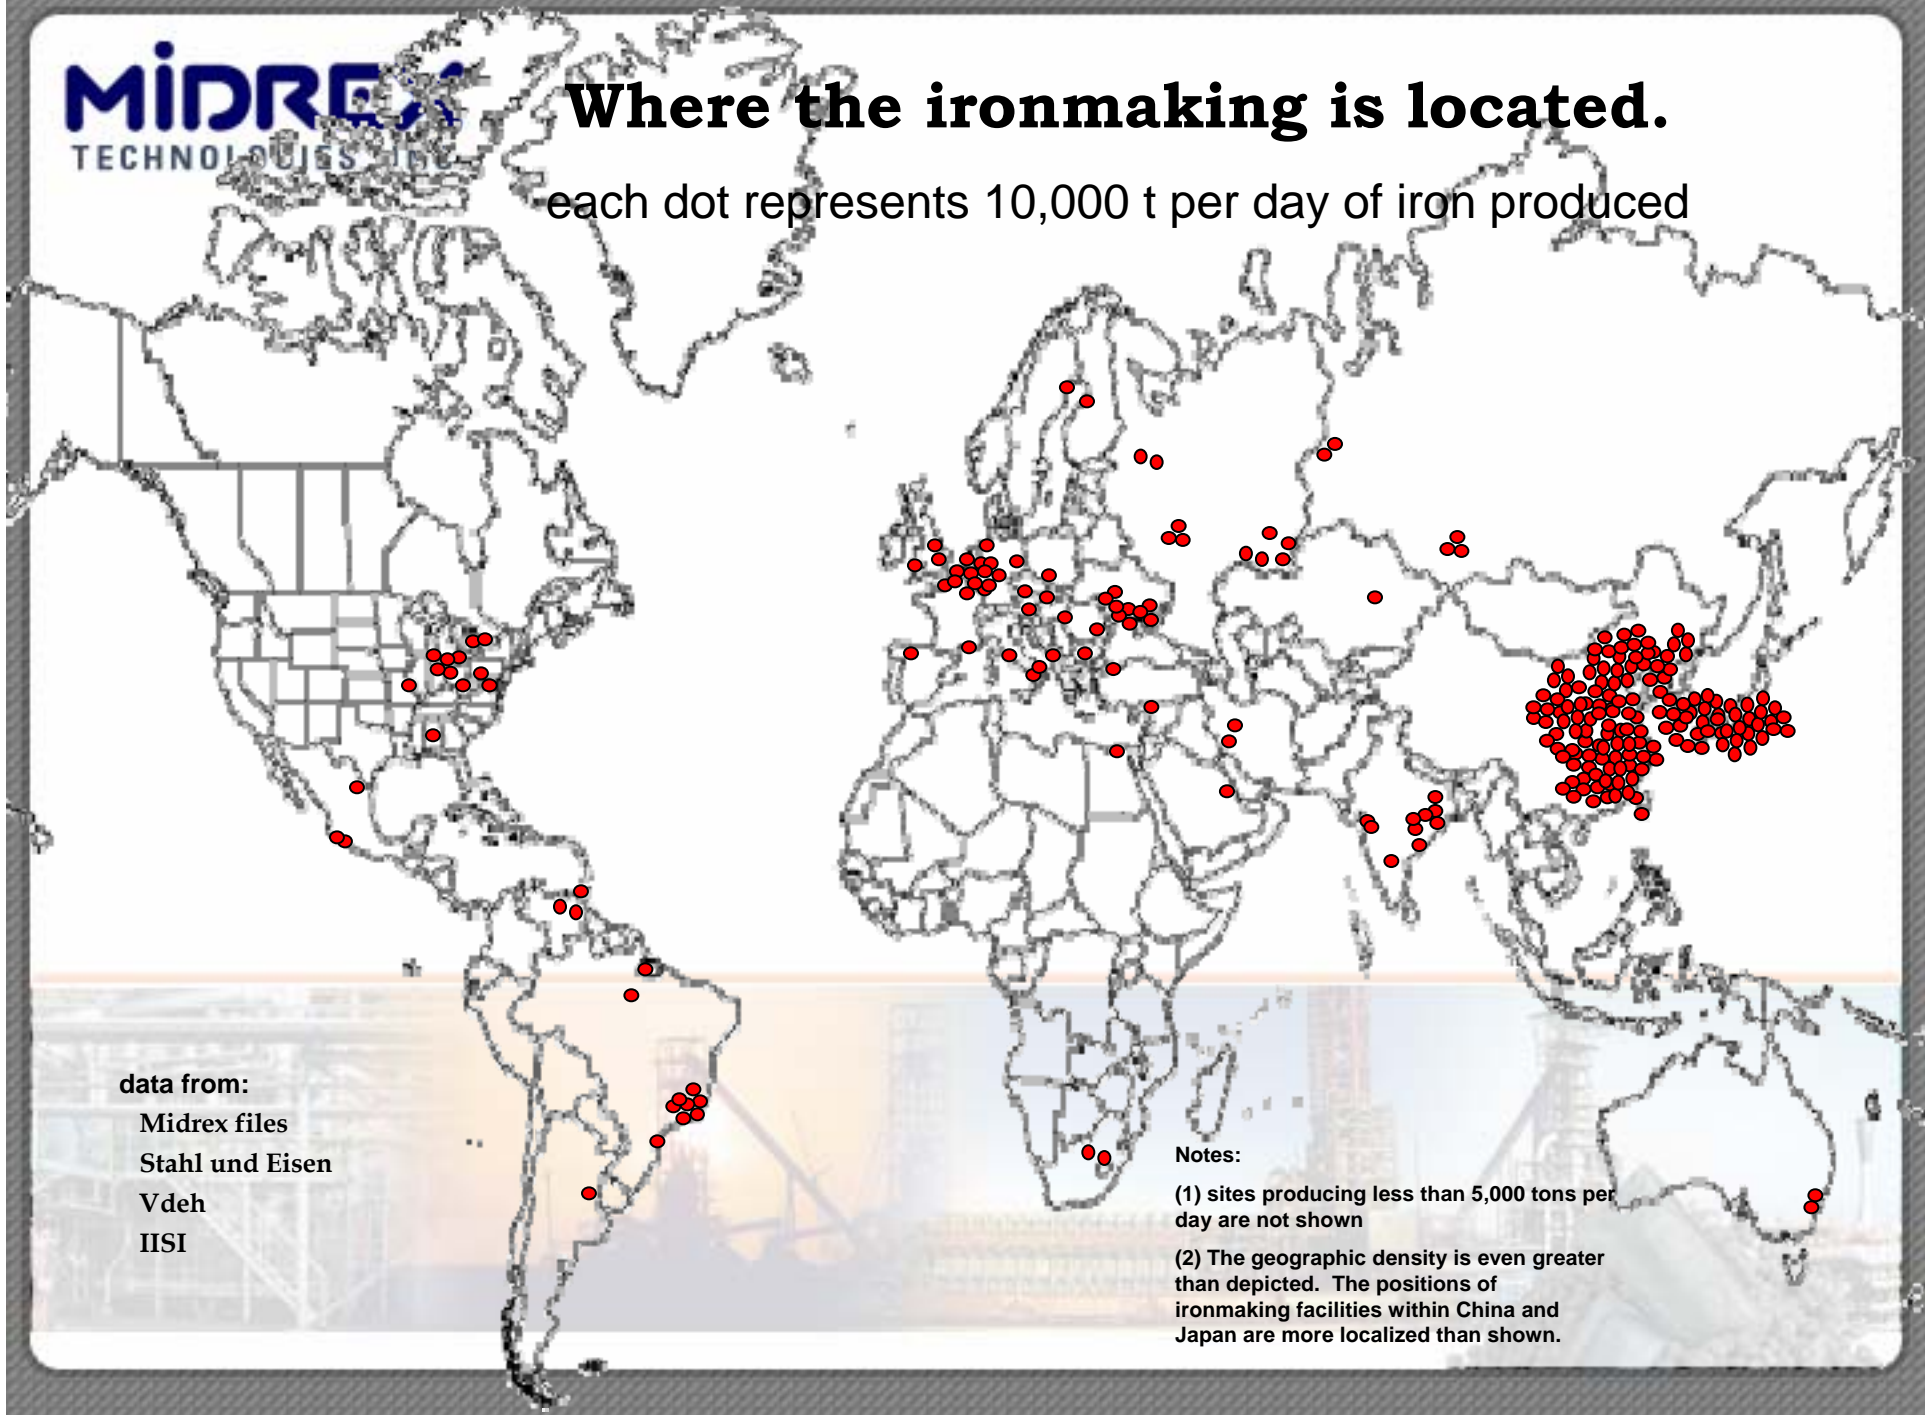 MİDREX
TECHNOLOGIES, INC.
Where the ironmaking is located.
each dot represents 10,000 t per day of iron produced
data from:
Midrex files
Stahl und Eisen
Vdeh
IISI
Notes:
(1) sites producing less than 5,000 tons per
day are not shown
(2) The geographic density is even greater
than depicted. The positions of
ironmaking facilities within China and
Japan are more localized than shown.